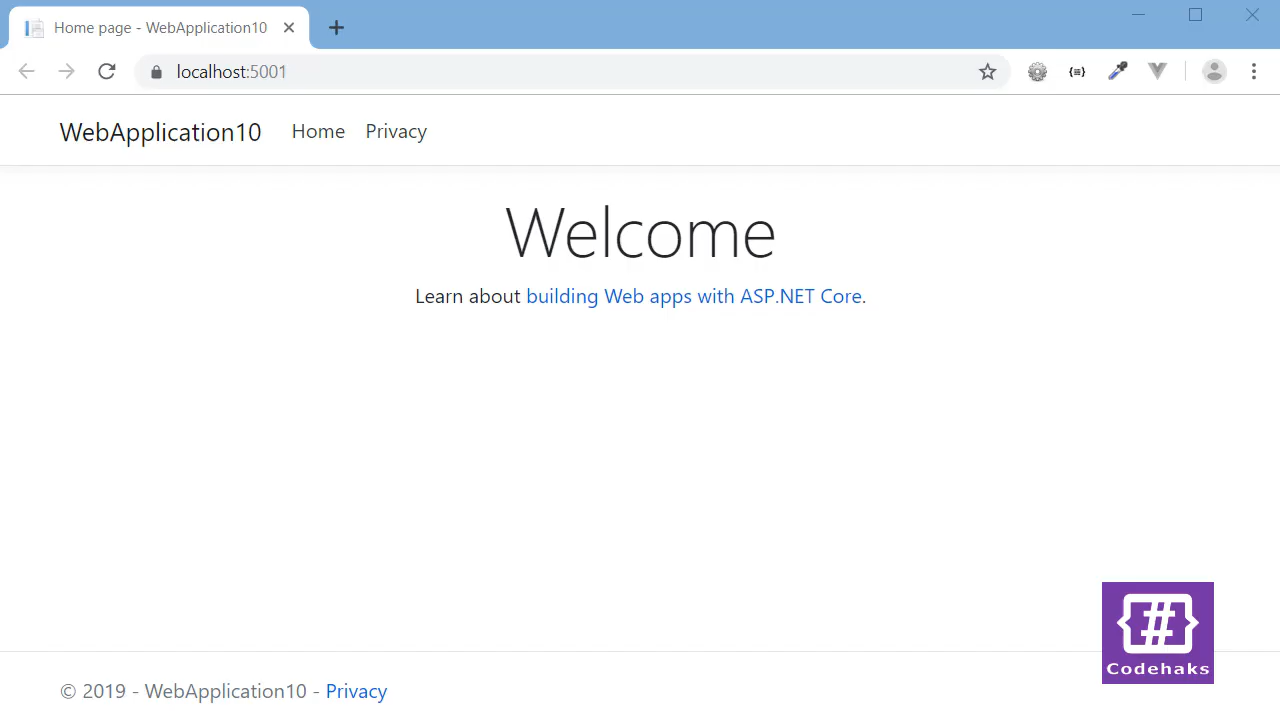 Home page - WebApplication10
localhost:5001
WebApplication10 Home Privacy
Welcome
Learn about building Web apps with ASP.NET Core.
{#}
Codehaks
© 2019 - WebApplication10 - Privacy